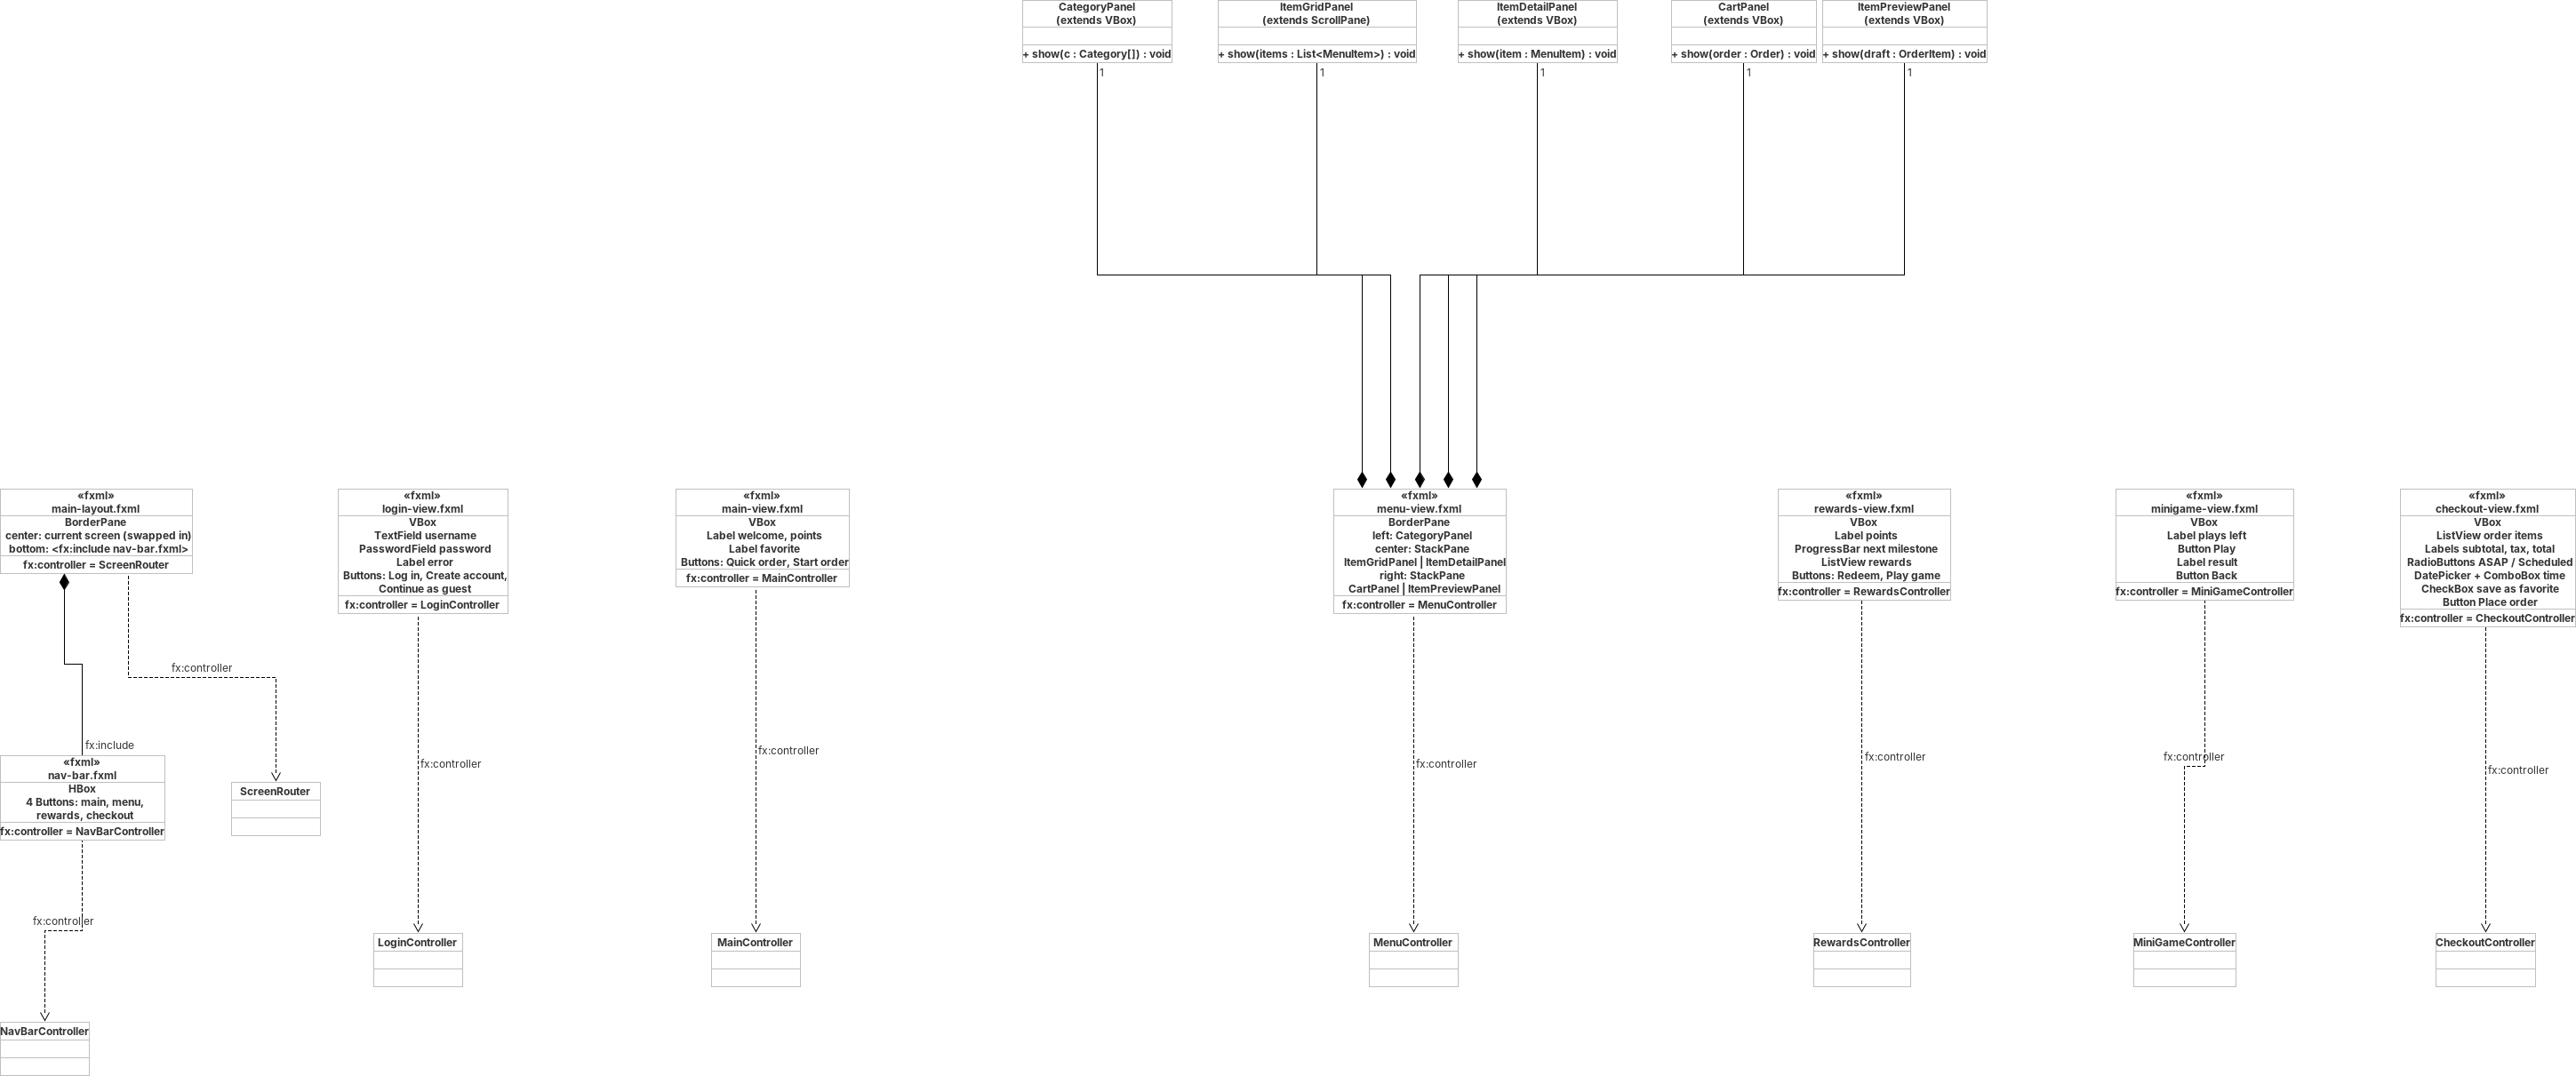 CategoryPanel
(extends VBox)
+ show(c : Category[]) : void
1
ItemGridPanel
(extends ScrollPane)
+ show(items : List<MenuItem>) : void
1
ItemDetailPanel
(extends VBox)
+ show(item : MenuItem) : void
1
CartPanel
(extends VBox)
+ show(order : Order) : void
1
ItemPreviewPanel
(extends VBox)
+ show(draft : OrderItem) : void
1
«fxml»
main-layout.fxml
BorderPane
center: current screen (swapped in)
bottom: <fx:include nav-bar.fxml>
fx:controller = ScreenRouter
«fxml»
login-view.fxml
VBox
TextField username
PasswordField password
Label error
Buttons: Log in, Create account,
Continue as guest
fx:controller = LoginController
«fxml»
main-view.fxml
VBox
Label welcome, points
Label favorite
Buttons: Quick order, Start order
fx:controller = MainController
«fxml»
menu-view.fxml
BorderPane
left: CategoryPanel
center: StackPane
ItemGridPanel | ItemDetailPanel
right: StackPane
CartPanel | ItemPreviewPanel
fx:controller = MenuController
«fxml»
rewards-view.fxml
VBox
Label points
ProgressBar next milestone
ListView rewards
Buttons: Redeem, Play game
fx:controller = RewardsController
«fxml»
minigame-view.fxml
VBox
Label plays left
Button Play
Label result
Button Back
fx:controller = MiniGameController
«fxml»
checkout-view.fxml
VBox
ListView order items
Labels subtotal, tax, total
RadioButtons ASAP / Scheduled
DatePicker + ComboBox time
CheckBox save as favorite
Button Place order
fx:controller = CheckoutController
fx:controller
fx:include
«fxml»
nav-bar.fxml
HBox
4 Buttons: main, menu,
rewards, checkout
fx:controller = NavBarController
ScreenRouter
fx:controller
fx:controller
fx:controller
fx:controller
fx:controller
fx:controller
fx:controller
LoginController
MainController
MenuController
RewardsController
MiniGameController
CheckoutController
NavBarController